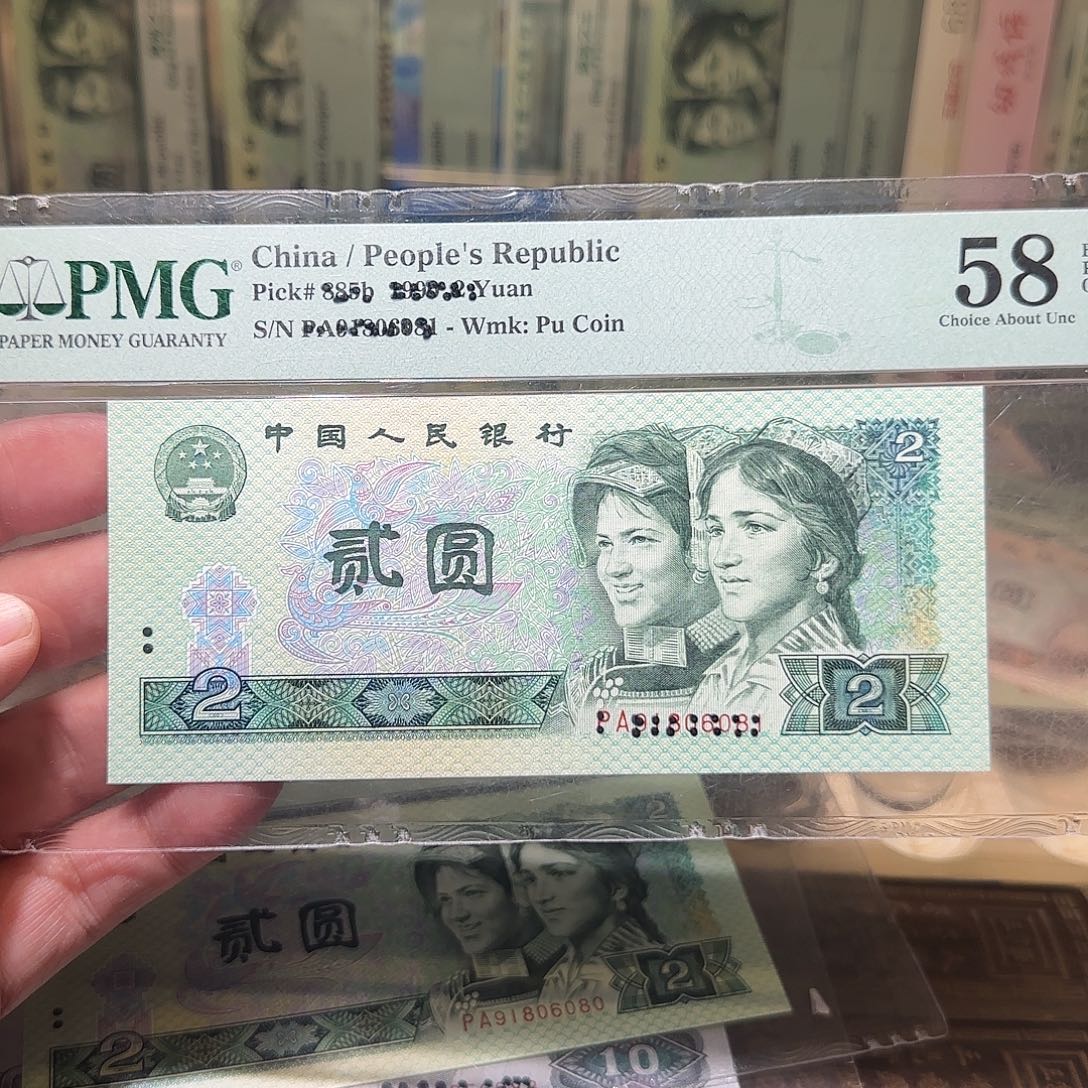 PMG®
PAPER MONEY GUARANTY
China / People's Republic
Pick# 885b Yuan
S/N PA91806081 - Wmk: Pu Coin
58
Choice About Unc
中国人民银行
2
贰圆
2
2
PA91806081
贰圆
2
2
PA91806080
10